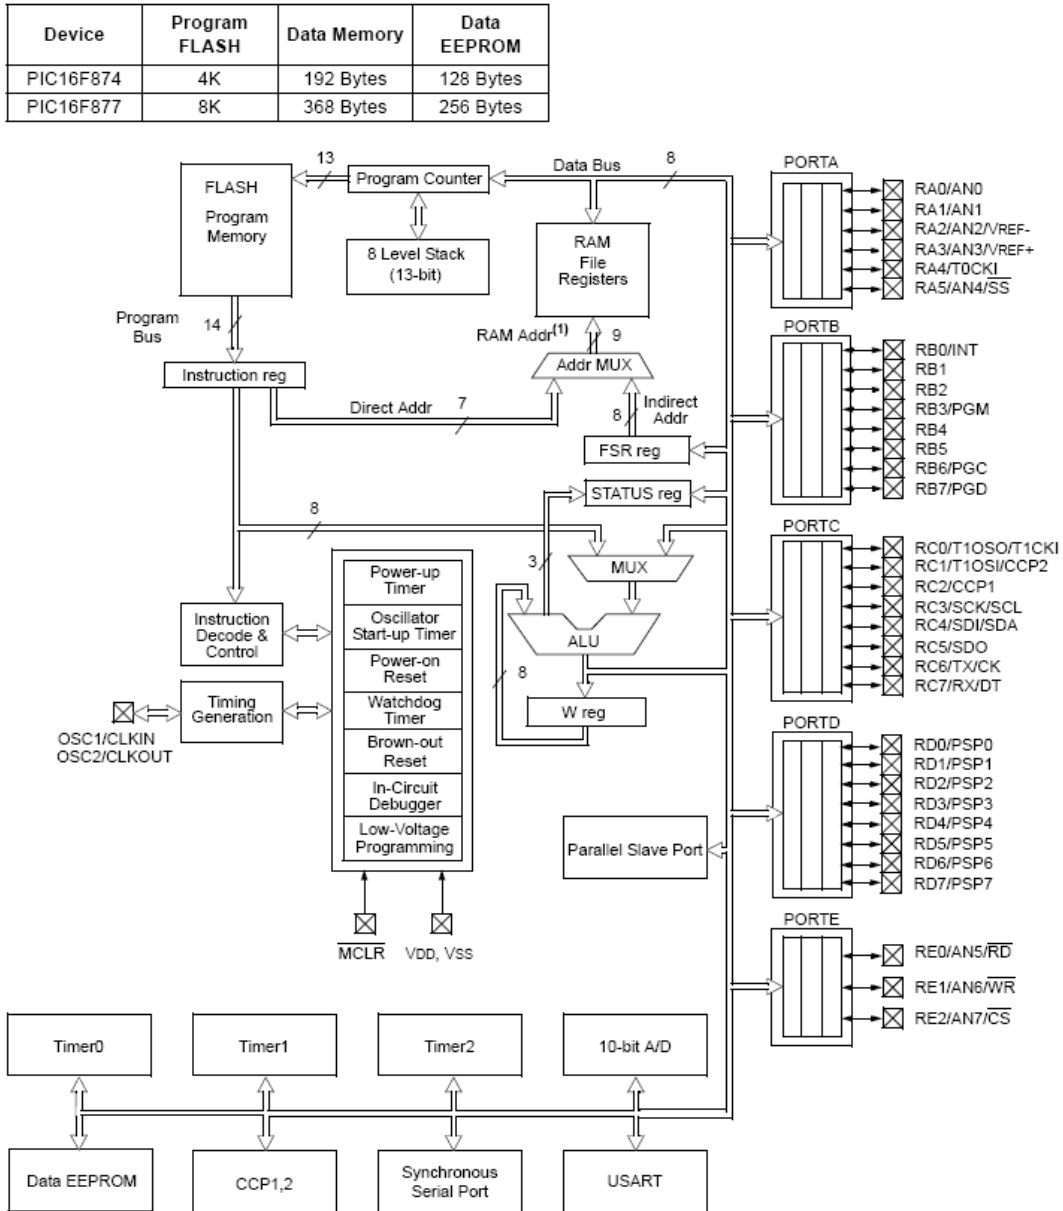 Device Program FLASH Data Memory Data EEPROM
PIC16F874 4K 192 Bytes 128 Bytes
PIC16F877 8K 368 Bytes 256 Bytes
13
Data Bus
8
FLASH
Program
Memory
Program Counter
8 Level Stack
(13-bit)
RAM
File
Registers
Program
Bus
14
RAM Addr(1)
9
Instruction reg
Addr MUX
Direct Addr
7
8
Indirect
Addr
FSR reg
STATUS reg
8
3
MUX
ALU
8
W reg
Instruction
Decode &
Control
Timing
Generation
OSC1/CLKIN
OSC2/CLKOUT
Power-up
Timer
Oscillator
Start-up Timer
Power-on
Reset
Watchdog
Timer
Brown-out
Reset
In-Circuit
Debugger
Low-Voltage
Programming
MCLR
VDD, VSS
Parallel Slave Port
PORTA
RA0/AN0
RA1/AN1
RA2/AN2/VREF-
RA3/AN3/VREF+
RA4/T0CKI
RA5/AN4/SS
PORTB
RB0/INT
RB1
RB2
RB3/PGM
RB4
RB5
RB6/PGC
RB7/PGD
PORTC
RC0/T1OSO/T1CKI
RC1/T1OSI/CCP2
RC2/CCP1
RC3/SCK/SCL
RC4/SDI/SDA
RC5/SDO
RC6/TX/CK
RC7/RX/DT
PORTD
RD0/PSP0
RD1/PSP1
RD2/PSP2
RD3/PSP3
RD4/PSP4
RD5/PSP5
RD6/PSP6
RD7/PSP7
PORTE
RE0/AN5/RD
RE1/AN6/WR
RE2/AN7/CS
Timer0
Timer1
Timer2
10-bit A/D
Data EEPROM
CCP1,2
Synchronous
Serial Port
USART